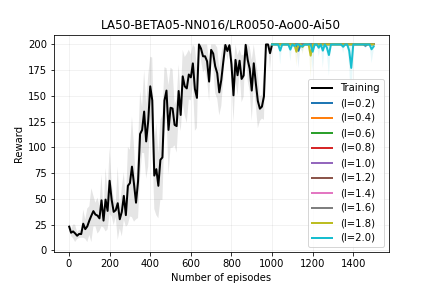 LA50-BETA05-NN016/LR0050-Ao00-Ai50
Reward
200
175
150
125
100
75
50
25
0
Training
(l=0.2)
(l=0.4)
(l=0.6)
(l=0.8)
(l=1.0)
(l=1.2)
(l=1.4)
(l=1.6)
(l=1.8)
(l=2.0)
0 200 400 600 800 1000 1200 1400
Number of episodes